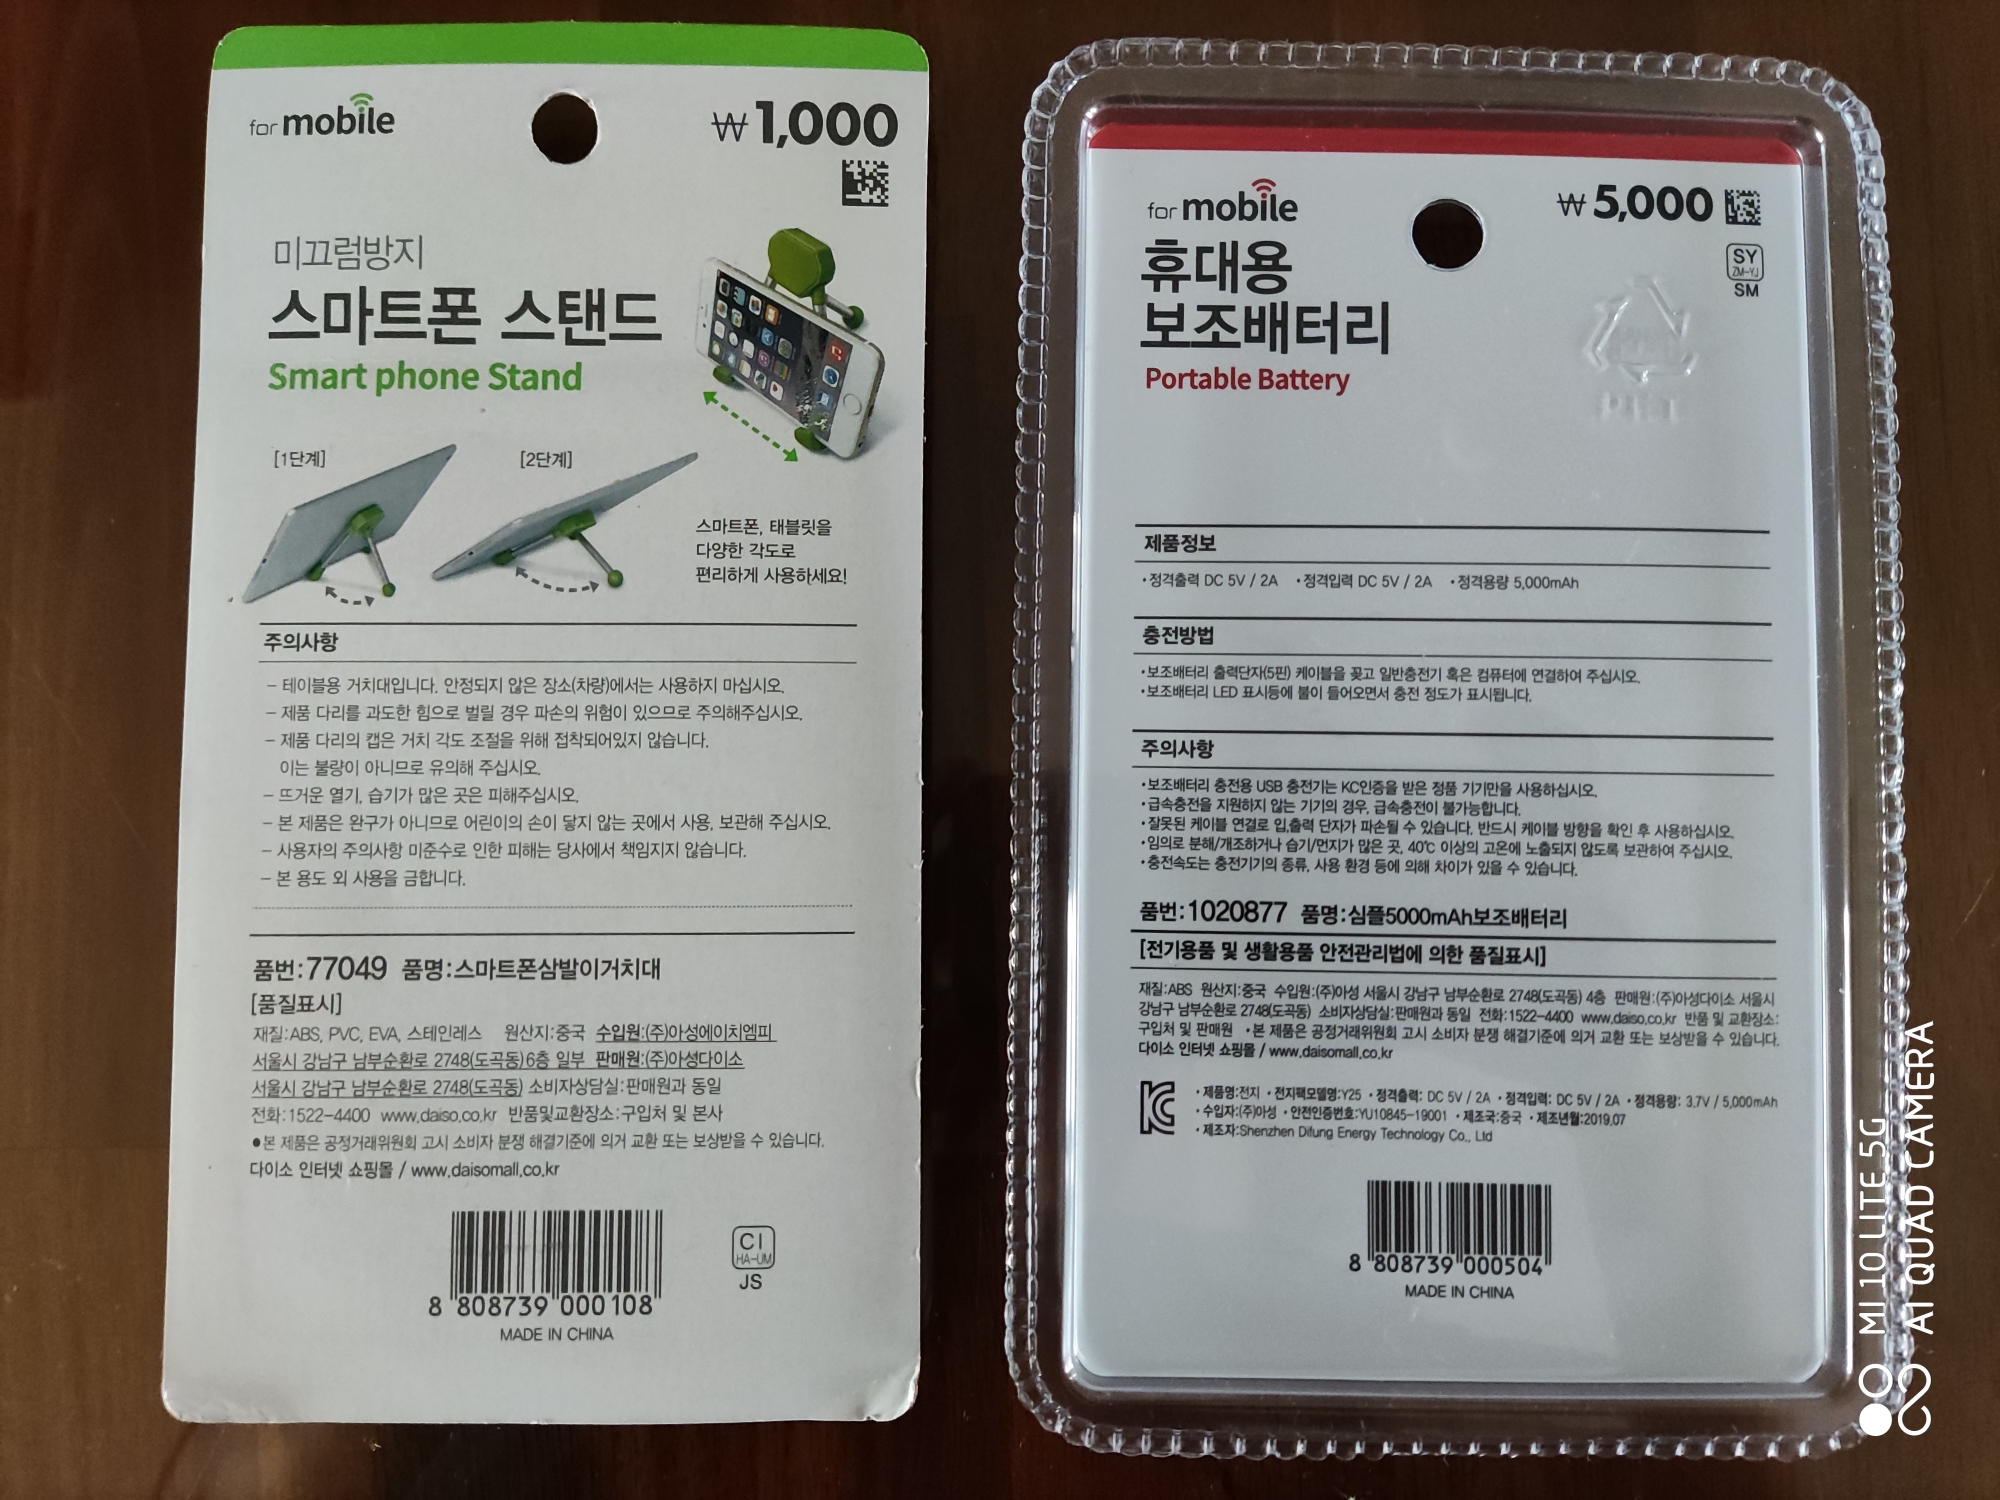 for mobile
₩1,000
미끄럼방지
스마트폰 스탠드
Smart phone Stand
[1단계]
[2단계]
스마트폰, 태블릿을
다양한 각도로
편리하게 사용하세요!
주의사항
- 테이블용 거치대입니다. 안정되지 않은 장소(차량)에서는 사용하지 마십시오.
- 제품 다리를 과도한 힘으로 벌릴 경우 파손의 위험이 있으므로 주의해주십시오.
- 제품 다리의 캡은 거치 각도 조절을 위해 접착되어있지 않습니다.
이는 불량이 아니므로 유의해 주십시오.
- 뜨거운 열기, 습기가 많은 곳은 피해주십시오.
- 본 제품은 완구가 아니므로 어린이의 손이 닿지 않는 곳에서 사용, 보관해 주십시오.
- 사용자의 주의사항 미준수로 인한 피해는 당사에서 책임지지 않습니다.
- 본 용도 외 사용을 금합니다.
품번:77049 품명:스마트폰삼발이거치대
[품질표시]
재질:ABS, PVC, EVA, 스테인레스 원산지:중국 수입원:(주)아성에이치엠피
서울시 강남구 남부순환로 2748(도곡동)6층 일부 판매원:(주)아성다이소
서울시 강남구 남부순환로 2748(도곡동) 소비자상담실:판매원과 동일
전화:1522-4400 www.daiso.co.kr 반품및교환장소:구입처 및 본사
●본 제품은 공정거래위원회 고시 소비자 분쟁 해결기준에 의거 교환 또는 보상받을 수 있습니다.
다이소 인터넷 쇼핑몰 / www.daisomall.co.kr
8 808739 000108
MADE IN CHINA
CI
HA-UM
JS
for mobile
₩5,000
SY
ZM-YJ
SM
휴대용
보조배터리
Portable Battery
PET
제품정보
•정격출력 DC 5V / 2A •정격입력 DC 5V / 2A •정격용량 5,000mAh
충전방법
•보조배터리 출력단자(5핀) 케이블을 꽂고 일반충전기 혹은 컴퓨터에 연결하여 주십시오.
•보조배터리 LED 표시등에 불이 들어오면서 충전 정도가 표시됩니다.
주의사항
•보조배터리 충전용 USB 충전기는 KC인증을 받은 정품 기기만을 사용하십시오.
•급속충전을 지원하지 않는 기기의 경우, 급속충전이 불가능합니다.
•잘못된 케이블 연결로 입,출력 단자가 파손될 수 있습니다. 반드시 케이블 방향을 확인 후 사용하십시오.
•임의로 분해/개조하거나 습기/먼지가 많은 곳, 40℃ 이상의 고온에 노출되지 않도록 보관하여 주십시오.
•충전속도는 충전기기의 종류, 사용 환경 등에 의해 차이가 있을 수 있습니다.
품번:1020877 품명:심플5000mAh보조배터리
[전기용품 및 생활용품 안전관리법에 의한 품질표시]
재질:ABS 원산지:중국 수입원:(주)아성 서울시 강남구 남부순환로 2748(도곡동) 4층 판매원:(주)아성다이소 서울시
강남구 남부순환로 2748(도곡동) 소비자상담실:판매원과 동일 전화:1522-4400 www.daiso.co.kr 반품 및 교환장소:
구입처 및 판매원 •본 제품은 공정거래위원회 고시 소비자 분쟁 해결기준에 의거 교환 또는 보상받을 수 있습니다.
다이소 인터넷 쇼핑몰 / www.daisomall.co.kr
•제품명:전지 •전지팩모델명:Y25 •정격출력: DC 5V / 2A •정격입력: DC 5V / 2A •정격용량: 3.7V / 5,000mAh
•수입자:(주)아성 •안전인증번호:YU10845-19001 •제조국:중국 •제조년월:2019.07
•제조자:Shenzhen Difung Energy Technology Co., Ltd
8 808739 000504
MADE IN CHINA
MI 10 LITE 5G
AI QUAD CAMERA